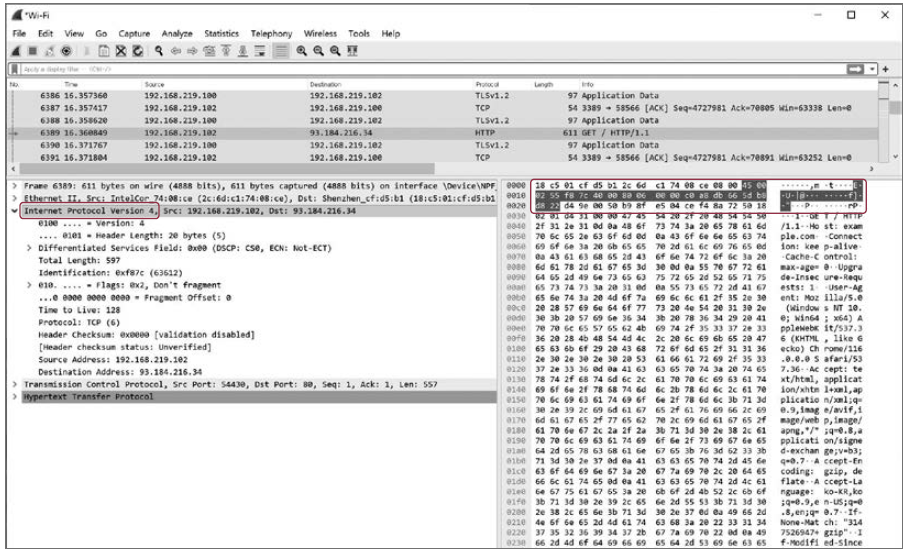 *Wi-Fi
File Edit View Go Capture Analyze Statistics Telephony Wireless Tools Help
Apply a display filter ... <Ctrl-/>
No. Time Source Destination Protocol Length Info
6386 16.357360 192.168.219.100 192.168.219.102 TLSv1.2 97 Application Data
6387 16.357417 192.168.219.102 192.168.219.100 TCP 54 3389 → 58566 [ACK] Seq=4727981 Ack=70805 Win=63338 Len=0
6388 16.358620 192.168.219.100 192.168.219.102 TLSv1.2 97 Application Data
6389 16.360849 192.168.219.102 93.184.216.34 HTTP 611 GET / HTTP/1.1
6390 16.371767 192.168.219.100 192.168.219.102 TLSv1.2 97 Application Data
6391 16.371804 192.168.219.102 192.168.219.100 TCP 54 3389 → 58566 [ACK] Seq=4727981 Ack=70891 Win=63252 Len=0
> Frame 6389: 611 bytes on wire (4888 bits), 611 bytes captured (4888 bits) on interface \Device\NPF_
> Ethernet II, Src: IntelCor_74:08:ce (2c:6d:c1:74:08:ce), Dst: Shenzhen_cf:d5:b1 (18:c5:01:cf:d5:b1
Internet Protocol Version 4, Src: 192.168.219.102, Dst: 93.184.216.34
0100 .... = Version: 4
.... 0101 = Header Length: 20 bytes (5)
> Differentiated Services Field: 0x00 (DSCP: CS0, ECN: Not-ECT)
Total Length: 597
Identification: 0xf87c (63612)
> 010. .... = Flags: 0x2, Don't fragment
...0 0000 0000 0000 = Fragment Offset: 0
Time to Live: 128
Protocol: TCP (6)
Header Checksum: 0x0000 [validation disabled]
[Header checksum status: Unverified]
Source Address: 192.168.219.102
Destination Address: 93.184.216.34
> Transmission Control Protocol, Src Port: 54430, Dst Port: 80, Seq: 1, Ack: 1, Len: 557
> Hypertext Transfer Protocol
0000 18 c5 01 cf d5 b1 2c 6d c1 74 08 ce 08 00 45 00
0010 02 55 f8 7c 40 00 80 06 00 00 c0 a8 db 66 5d b8
0020 d8 22 d4 9e 00 50 b9 8f e5 04 ce f4 8a 72 50 18
0030 02 01 d4 31 00 00 47 45 54 20 2f 20 48 54 54 50 GE T / HTTP
0040 2f 31 2e 31 0d 0a 48 6f 73 74 3a 20 65 78 61 6d /1.1··Ho st: exam
0050 70 6c 65 2e 63 6f 6d 0d 0a 43 6f 6e 6e 65 63 74 ple.com· ·Connect
0060 69 6f 6e 3a 20 6b 65 65 70 2d 61 6c 69 76 65 0d ion: kee p-alive·
0070 0a 43 61 63 68 65 2d 43 6f 6e 74 72 6f 6c 3a 20 ·Cache-C ontrol:
0080 6d 61 78 2d 61 67 65 3d 30 0d 0a 55 70 67 72 61 max-age= 0··Upgra
0090 64 65 2d 49 6e 73 65 63 75 72 65 2d 52 65 71 75 de-Insec ure-Requ
00a0 65 73 74 73 3a 20 31 0d 0a 55 73 65 72 2d 41 67 ests: 1· ·User-Ag
00b0 65 6e 74 3a 20 4d 6f 7a 69 6c 6c 61 2f 35 2e 30 ent: Moz illa/5.0
00c0 20 28 57 69 6e 64 6f 77 73 20 4e 54 20 31 30 2e (Window s NT 10.
00d0 30 3b 20 57 69 6e 36 34 3b 20 78 36 34 29 20 41 0; Win64 ; x64) A
00e0 70 70 6c 65 57 65 62 4b 69 74 2f 35 33 37 2e 33 ppleWebK it/537.3
00f0 36 20 28 4b 48 54 4d 4c 2c 20 6c 69 6b 65 20 47 6 (KHTML , like G
0100 65 63 6b 6f 29 20 43 68 72 6f 6d 65 2f 31 31 36 ecko) Ch rome/116
0110 2e 30 2e 30 2e 30 20 53 61 66 61 72 69 2f 35 33 .0.0.0 S afari/53
0120 37 2e 33 36 0d 0a 41 63 63 65 70 74 3a 20 74 65 7.36··Ac cept: te
0130 78 74 2f 68 74 6d 6c 2c 61 70 70 6c 69 63 61 74 xt/html, applicat
0140 69 6f 6e 2f 78 68 74 6d 6c 2b 78 6d 6c 2c 61 70 ion/xhtm l+xml,ap
0150 70 6c 69 63 61 74 69 6f 6e 2f 78 6d 6c 3b 71 3d plicatio n/xml;q=
0160 30 2e 39 2c 69 6d 61 67 65 2f 61 76 69 66 2c 69 0.9,imag e/avif,i
0170 6d 61 67 65 2f 77 65 62 70 2c 69 6d 61 67 65 2f mage/web p,image/
0180 61 70 6e 67 2c 2a 2f 2a 3b 71 3d 30 2e 38 2c 61 apng,*/* ;q=0.8,a
0190 70 70 6c 69 63 61 74 69 6f 6e 2f 73 69 67 6e 65 pplicati on/signe
01a0 64 2d 65 78 63 68 61 6e 67 65 3b 76 3d 62 33 3b d-exchan ge;v=b3;
01b0 71 3d 30 2e 37 0d 0a 41 63 63 65 70 74 2d 45 6e q=0.7··A ccept-En
01c0 63 6f 64 69 6e 67 3a 20 67 7a 69 70 2c 20 64 65 coding: gzip, de
01d0 66 6c 61 74 65 0d 0a 41 63 63 65 70 74 2d 4c 61 flate··A ccept-La
01e0 6e 67 75 61 67 65 3a 20 6b 6f 2d 4b 52 2c 6b 6f nguage: ko-KR,ko
01f0 3b 71 3d 30 2e 39 2c 65 6e 2d 55 53 3b 71 3d 30 ;q=0.9,e n-US;q=0
0200 2e 38 2c 65 6e 3b 71 3d 30 2e 37 0d 0a 49 66 2d .8,en;q= 0.7··If-
0210 4e 6f 6e 65 2d 4d 61 74 63 68 3a 20 22 33 31 34 None-Mat ch: "314
0220 37 35 32 36 39 34 37 2b 67 7a 69 70 22 0d 0a 49 7526947+ gzip"··I
0230 66 2d 4d 6f 64 69 66 69 65 64 2d 53 69 6e 63 65 f-Modifi ed-Since